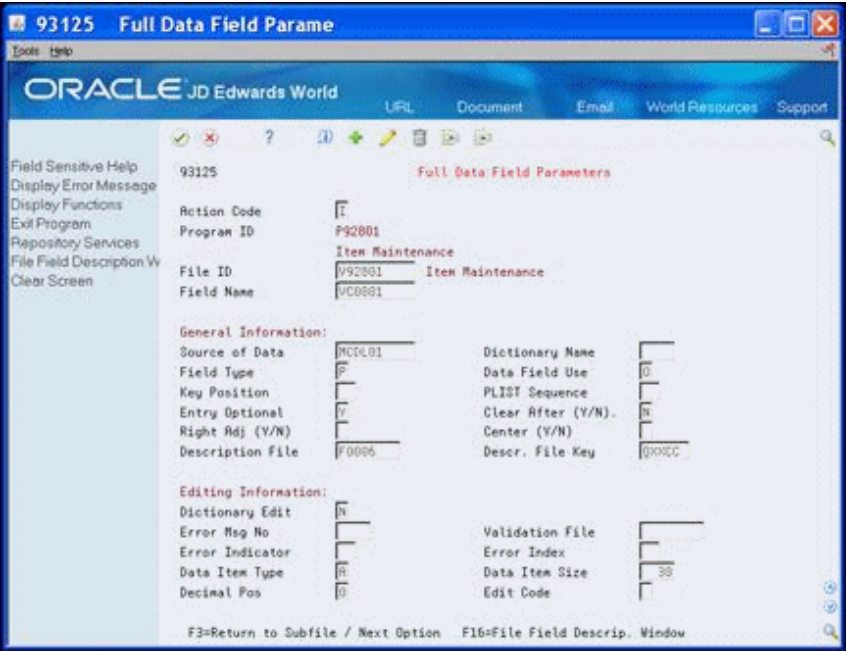 93125 Full Data Field Parame
Tools Help
ORACLE JD Edwards World
URL Document Email World Resources Support
Field Sensitive Help
Display Error Message
Display Functions
Exit Program
Repository Services
File Field Description W
Clear Screen
93125 Full Data Field Parameters
Action Code I
Program ID P92801
Item Maintenance
File ID V92801 Item Maintenance
Field Name VC0001
General Information:
Source of Data MCDL01 Dictionary Name
Field Type P Data Field Use O
Key Position PLIST Sequence
Entry Optional Y Clear After (Y/N). N
Right Adj (Y/N) Center (Y/N)
Description File F0006 Descr. File Key QXXCC
Editing Information:
Dictionary Edit N
Error Msg No Validation File
Error Indicator Error Index
Data Item Type A Data Item Size 30
Decimal Pos 0 Edit Code
F3=Return to Subfile / Next Option F16=File Field Descrip. Window